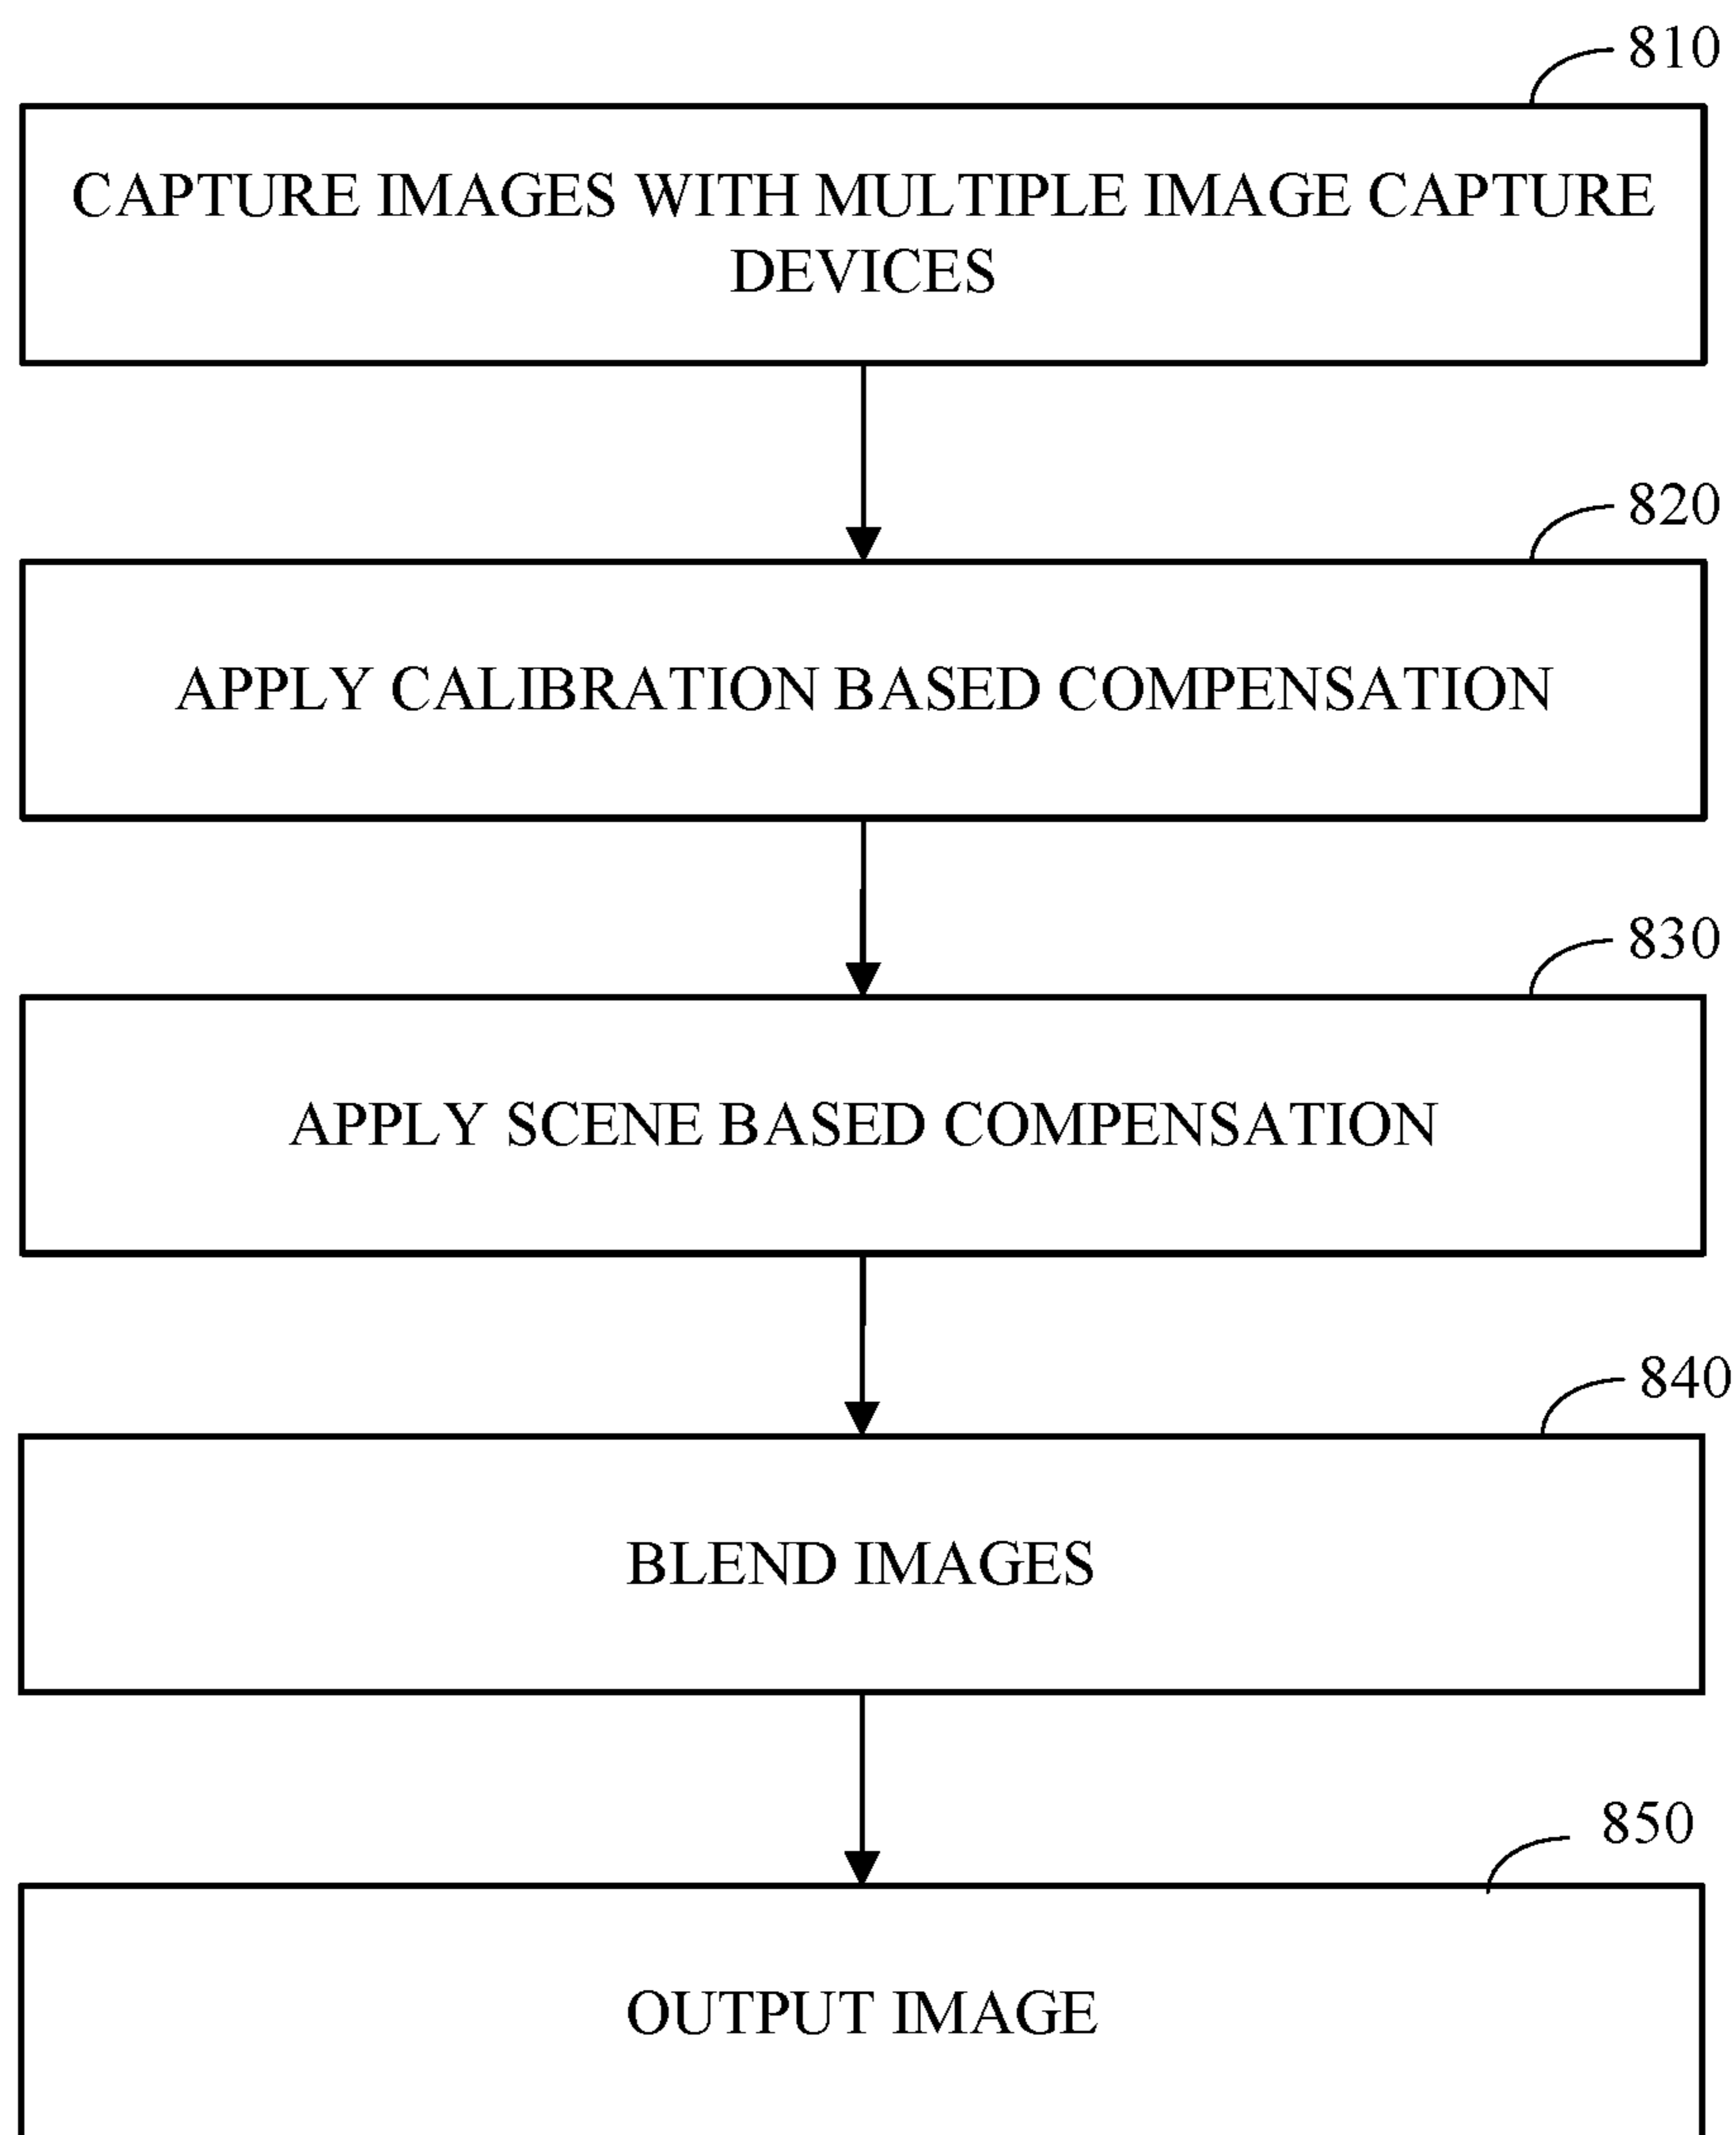 810
CAPTURE IMAGES WITH MULTIPLE IMAGE CAPTURE
DEVICES
820
APPLY CALIBRATION BASED COMPENSATION
830
APPLY SCENE BASED COMPENSATION
840
BLEND IMAGES
850
OUTPUT IMAGE